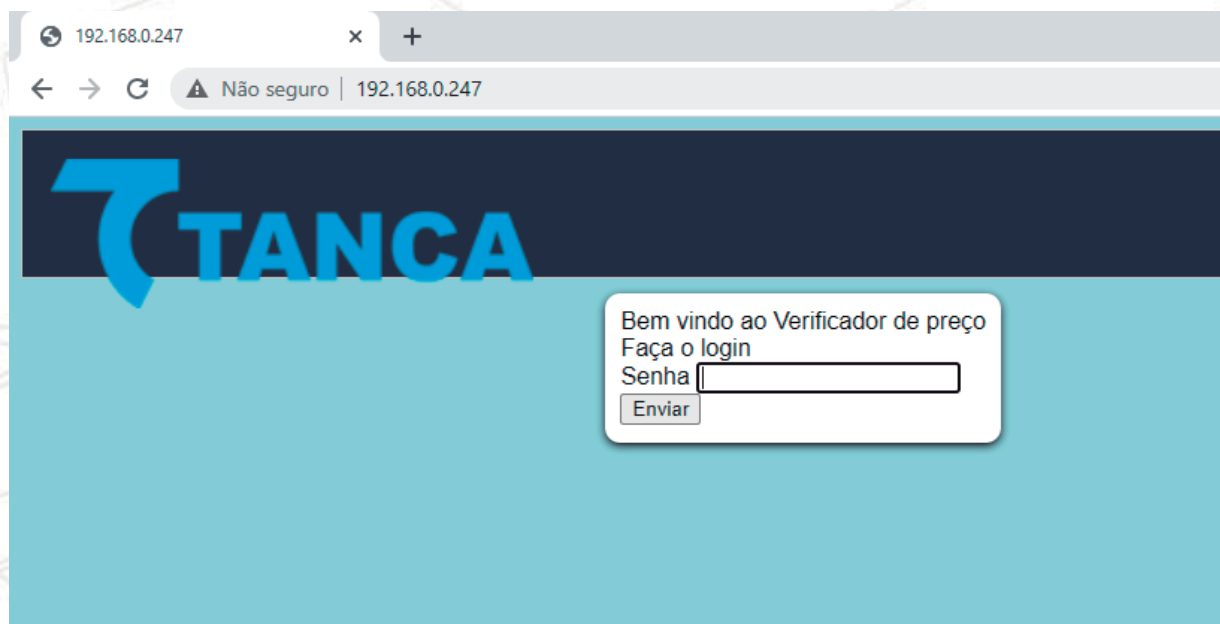 192.168.0.247
Não seguro | 192.168.0.247
TANCA
Bem vindo ao Verificador de preço
Faça o login
Senha
Enviar